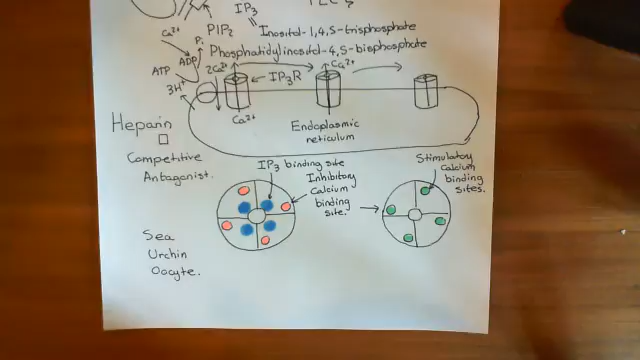 IP3
Inositol-1,4,5-trisphosphate
PIP2
Phosphatidylinositol-4,5-bisphosphate
Ca2+
Pi
ADP
ATP
2Ca2+
3H+
IP3R
Ca2+
Ca2+
Endoplasmic
reticulum
Heparin
Competitive
Antagonist.
IP3 binding site
Inhibitory
Calcium
binding
site.
Stimulatory
Calcium
binding
sites.
Sea
Urchin
Oocyte.